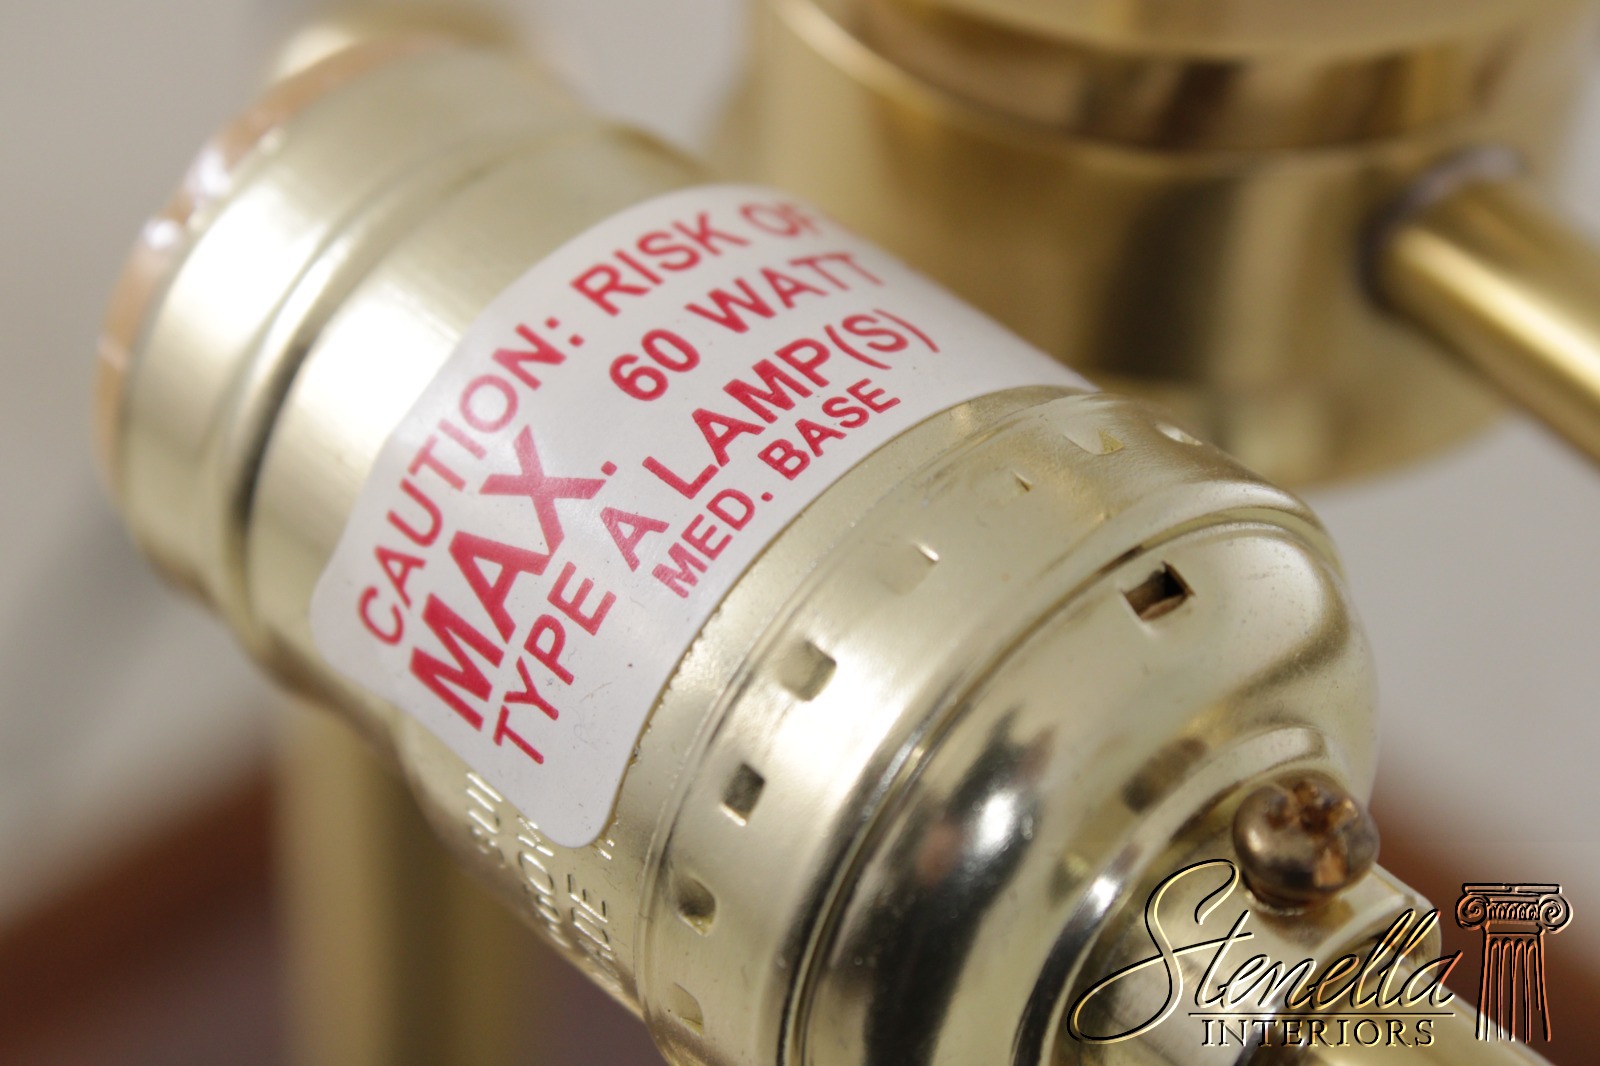 CAUTION: RISK OF
MAX. 60 WATT
TYPE A LAMP(S)
MED. BASE
Stenella
INTERIORS